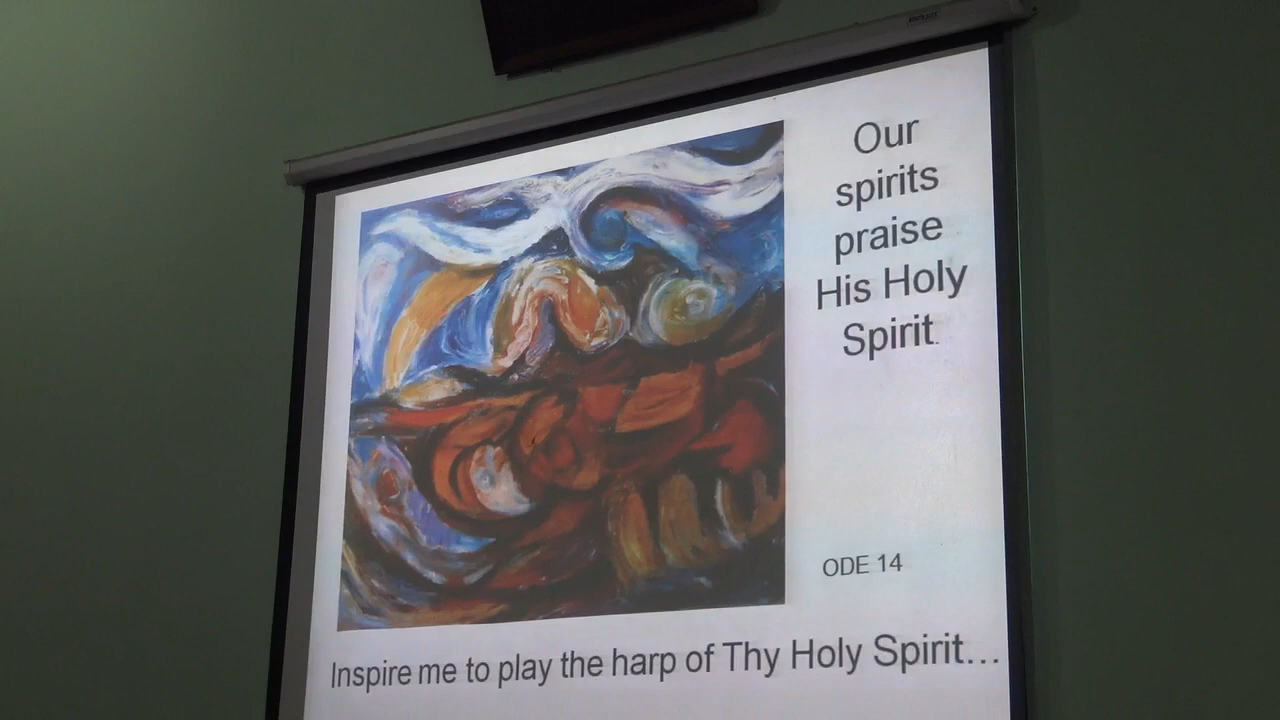 Our
spirits
praise
His Holy
Spirit.
ODE 14
Inspire me to play the harp of Thy Holy Spirit...